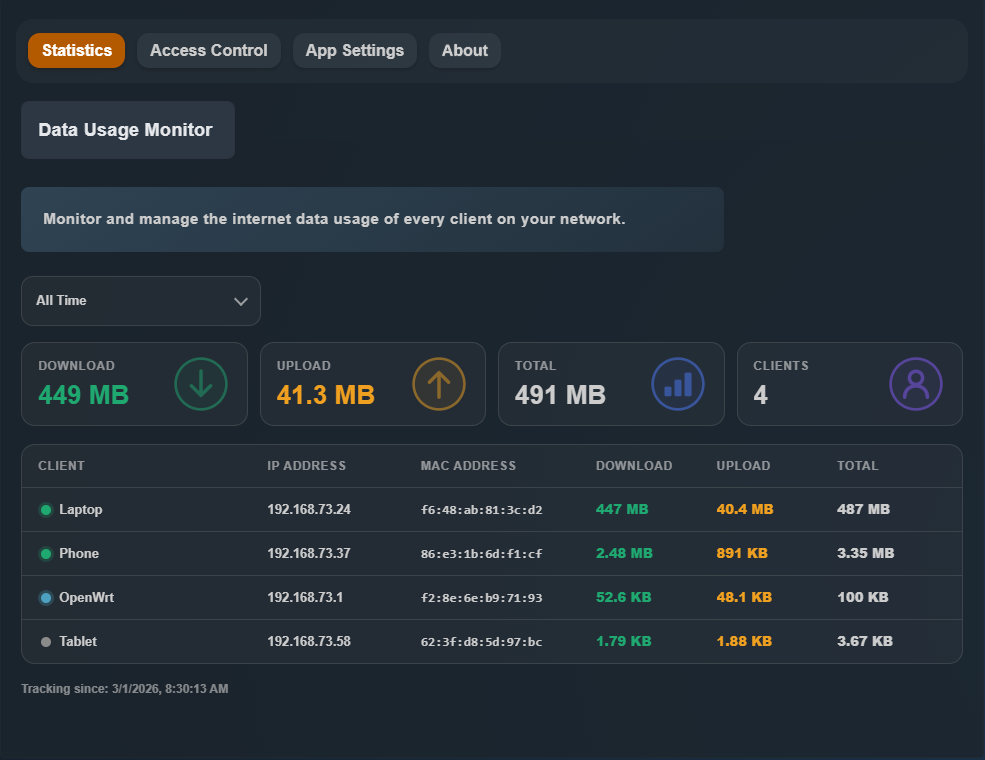 Statistics Access Control App Settings About
Data Usage Monitor
Monitor and manage the internet data usage of every client on your network.
All Time
DOWNLOAD UPLOAD TOTAL CLIENTS
449 MB 41.3 MB 491 MB 4
CLIENT IP ADDRESS MAC ADDRESS DOWNLOAD UPLOAD TOTAL
Laptop 192.168.73.24 f6:48:ab:81:3c:d2 447 MB 40.4 MB 487 MB
Phone 192.168.73.37 86:e3:1b:6d:f1:cf 2.48 MB 891 KB 3.35 MB
OpenWrt 192.168.73.1 f2:8e:6e:b9:71:93 52.6 KB 48.1 KB 100 KB
Tablet 192.168.73.58 62:3f:d8:5d:97:bc 1.79 KB 1.88 KB 3.67 KB
Tracking since: 3/1/2026, 8:30:13 AM